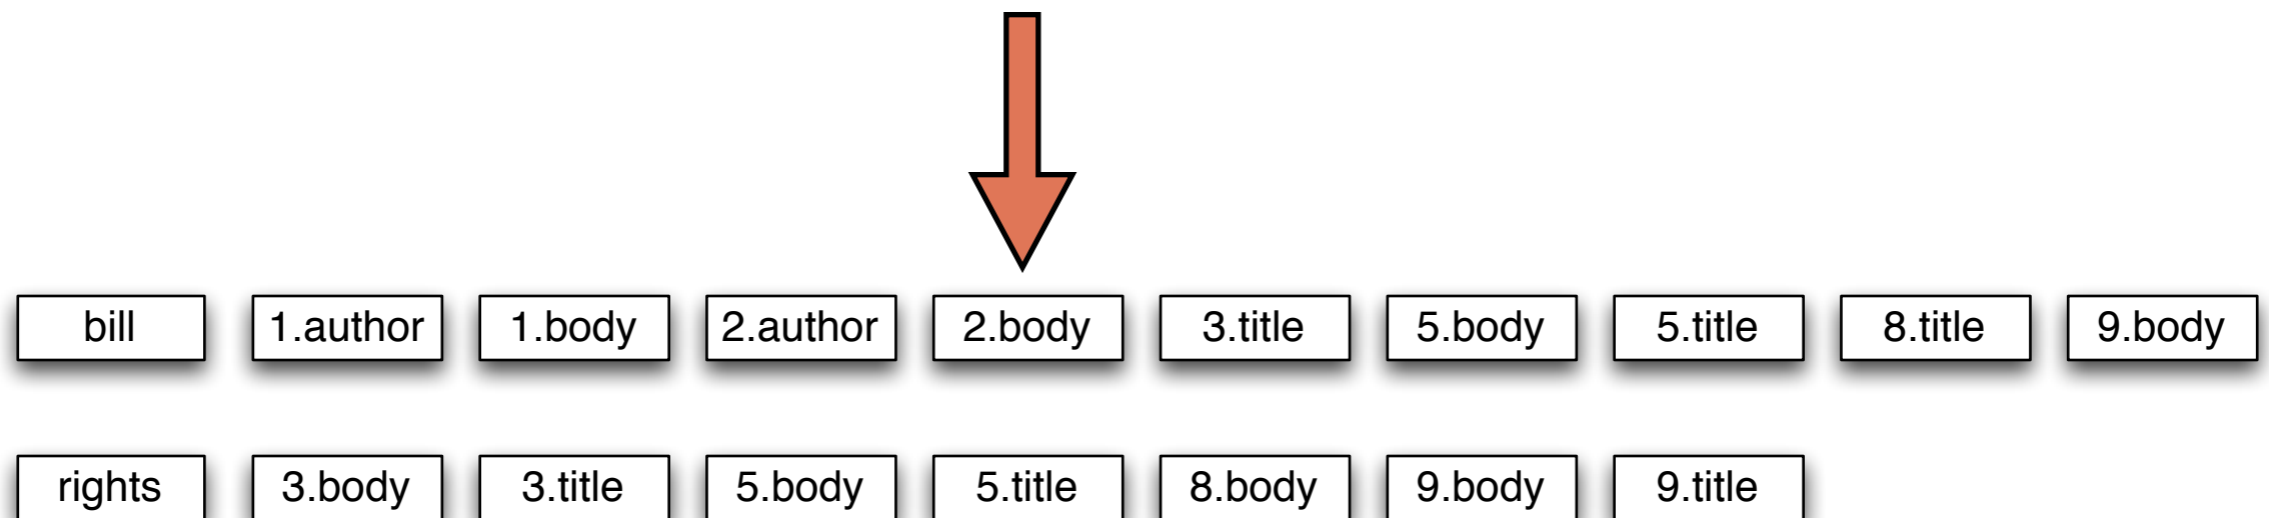 bill 1.author 1.body 2.author 2.body 3.title 5.body 5.title 8.title 9.body
rights 3.body 3.title 5.body 5.title 8.body 9.body 9.title